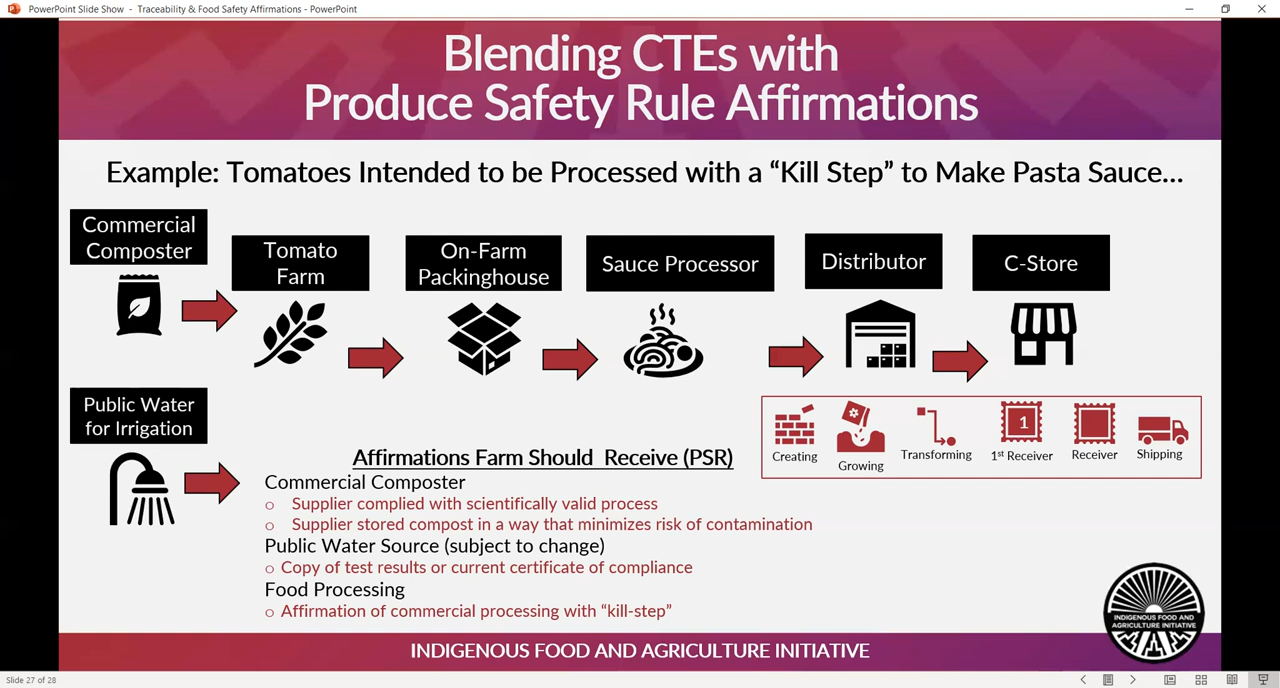 PowerPoint Slide Show - Traceability & Food Safety Affirmations - PowerPoint
Blending CTEs with
Produce Safety Rule Affirmations
Example: Tomatoes Intended to be Processed with a “Kill Step” to Make Pasta Sauce...
Commercial
Composter
Tomato
Farm
On-Farm
Packinghouse
Sauce Processor
Distributor
C-Store
Public Water
for Irrigation
Creating
Growing
Transforming
1
1st Receiver
Receiver
Shipping
Affirmations Farm Should Receive (PSR)
Commercial Composter
o Supplier complied with scientifically valid process
o Supplier stored compost in a way that minimizes risk of contamination
Public Water Source (subject to change)
o Copy of test results or current certificate of compliance
Food Processing
o Affirmation of commercial processing with “kill-step”
INDIGENOUS FOOD AND
AGRICULTURE INITIATIVE
INDIGENOUS FOOD AND AGRICULTURE INITIATIVE
Slide 27 of 28